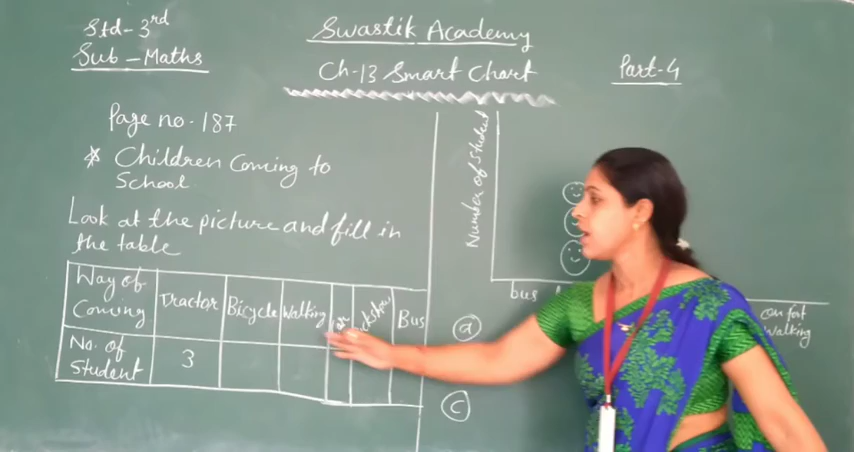 Std- 3rd
Sub - Maths
Swastik Academy
Ch-13 Smart Chart
Part-4
Page no. 187
* Children Coming to
School
Look at the picture and fill in
the table
Way of Coming Tractor Bicycle Walking Bus
No. of Student 3
Number of Student
bus
on foot
walking
a
c